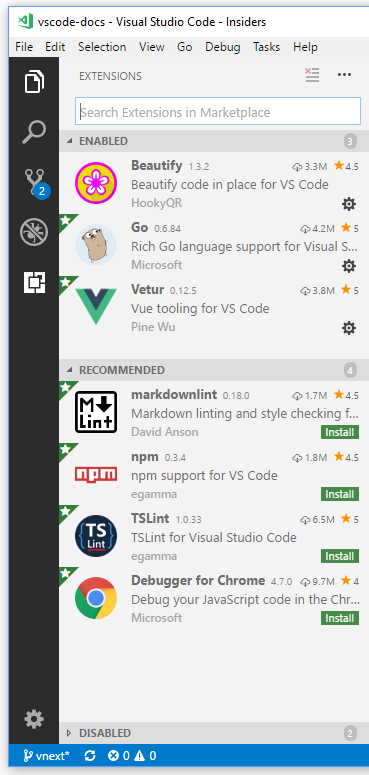 vscode-docs - Visual Studio Code - Insiders
File Edit Selection View Go Debug Tasks Help
EXTENSIONS
Search Extensions in Marketplace
ENABLED 3
Beautify 1.3.2 3.3M 4.5
Beautify code in place for VS Code
HookyQR
Go 0.6.84 4.2M 5
Rich Go language support for Visual S...
Microsoft
2
Vetur 0.12.5 3.8M 5
Vue tooling for VS Code
Pine Wu
RECOMMENDED 4
markdownlint 0.18.0 1.7M 4.5
Markdown linting and style checking f...
David Anson Install
M Lint
npm 0.3.4 1.8M 4.5
npm support for VS Code
egamma Install
npm
TSLint 1.0.33 6.5M 5
TSLint for Visual Studio Code
egamma Install
{TS}
Lint
Debugger for Chrome 4.7.0 9.7M 4
Debug your JavaScript code in the Chr...
Microsoft Install
DISABLED 2
vnext* 0 0